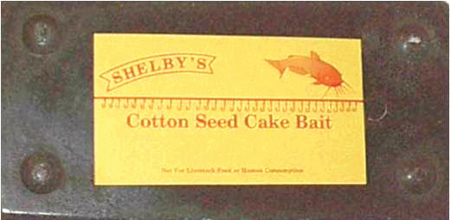 SHELBY'S
Cotton Seed Cake Bait
Not For Livestock Feed or Human Consumption